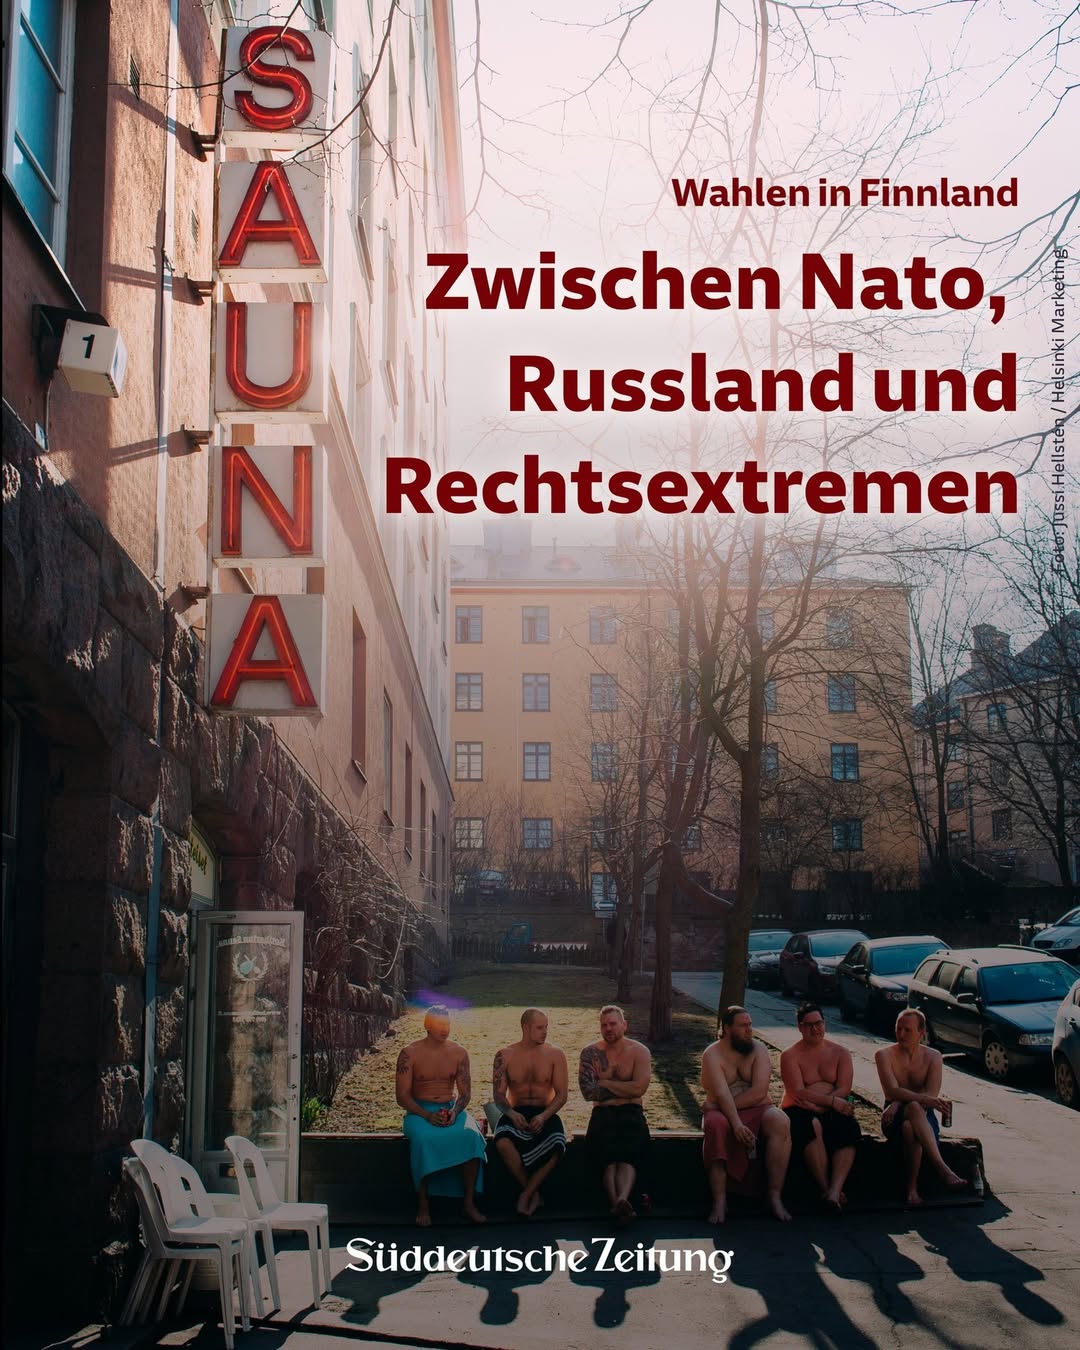 SAUNA
1
Wahlen in Finnland
Zwischen Nato,
Russland und
Rechtsextremen
Foto: Jussi Hellsten / Helsinki Marketing
Süddeutsche Zeitung